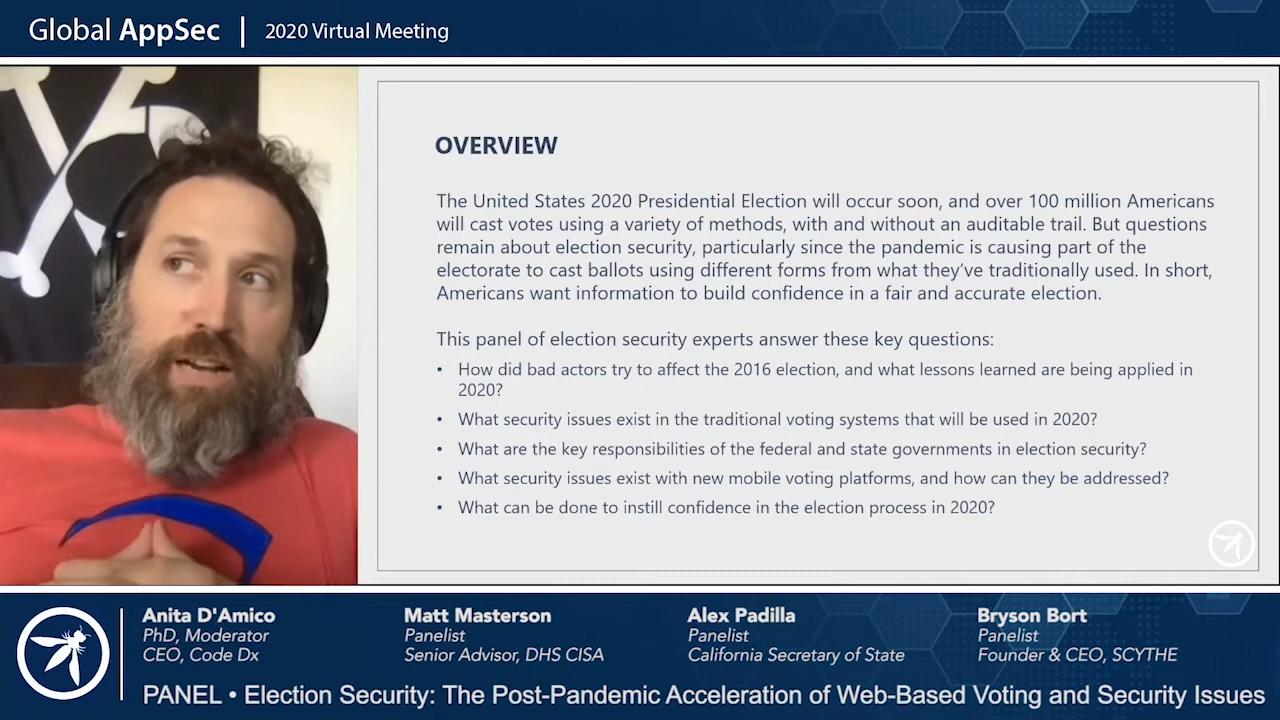 Global AppSec | 2020 Virtual Meeting
OVERVIEW
The United States 2020 Presidential Election will occur soon, and over 100 million Americans
will cast votes using a variety of methods, with and without an auditable trail. But questions
remain about election security, particularly since the pandemic is causing part of the
electorate to cast ballots using different forms from what they've traditionally used. In short,
Americans want information to build confidence in a fair and accurate election.
This panel of election security experts answer these key questions:
• How did bad actors try to affect the 2016 election, and what lessons learned are being applied in
2020?
• What security issues exist in the traditional voting systems that will be used in 2020?
• What are the key responsibilities of the federal and state governments in election security?
• What security issues exist with new mobile voting platforms, and how can they be addressed?
• What can be done to instill confidence in the election process in 2020?
Anita D'Amico
PhD, Moderator
CEO, Code Dx
Matt Masterson
Panelist
Senior Advisor, DHS CISA
Alex Padilla
Panelist
California Secretary of State
Bryson Bort
Panelist
Founder & CEO, SCYTHE
PANEL • Election Security: The Post-Pandemic Acceleration of Web-Based Voting and Security Issues